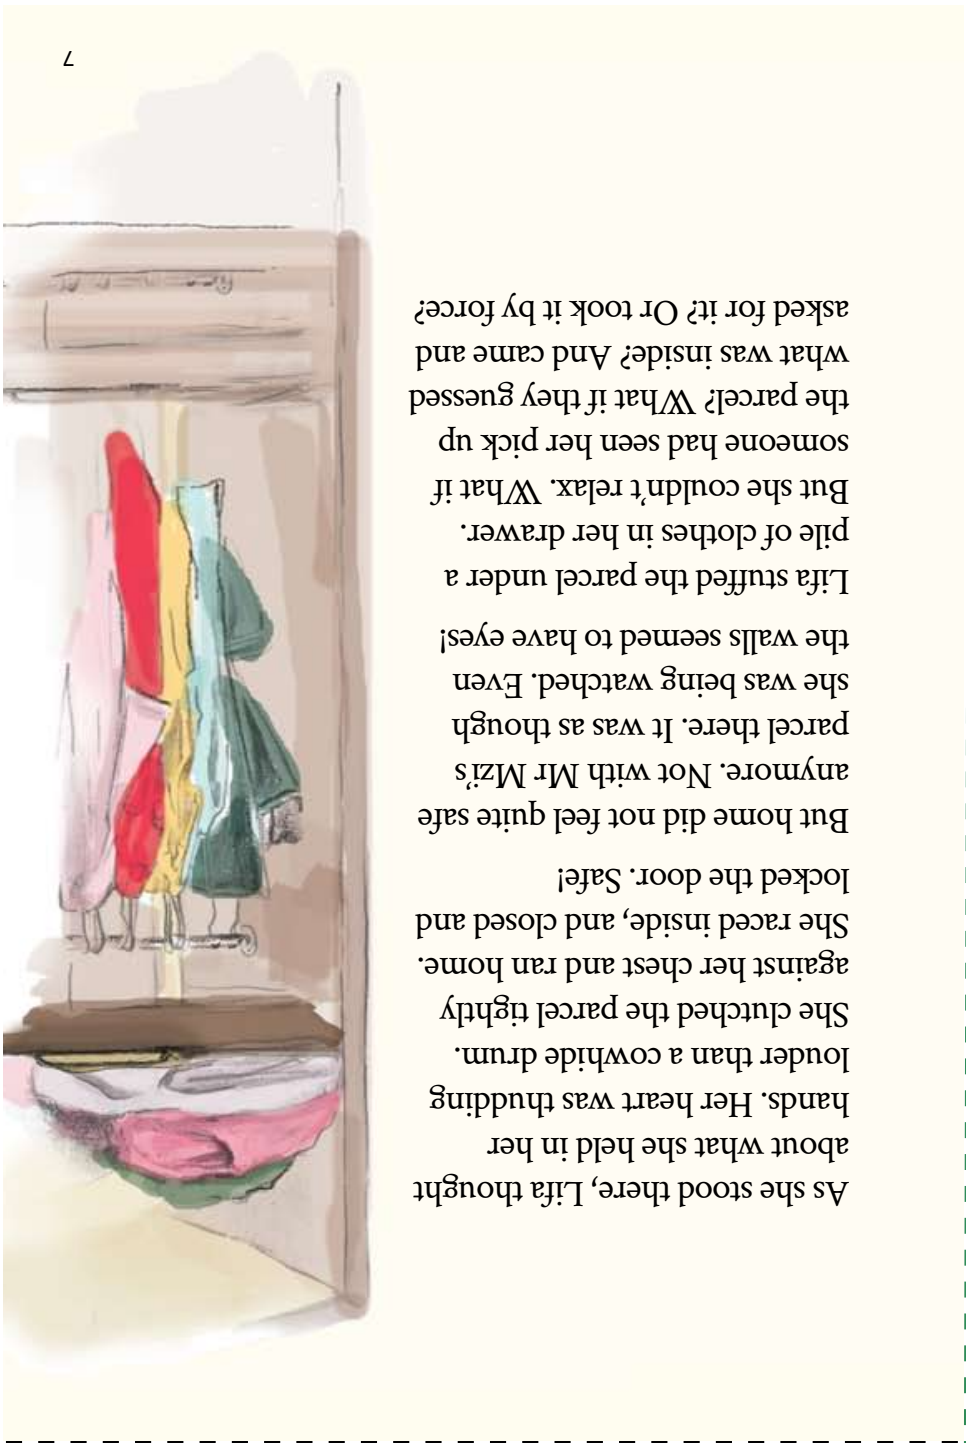 As she stood there, Lifa thought
about what she held in her
hands. Her heart was thudding
louder than a cowhide drum.
She clutched the parcel tightly
against her chest and ran home.
She raced inside, and closed and
locked the door. Safe!
But home did not feel quite safe
anymore. Not with Mr Mzi’s
parcel there. It was as though
she was being watched. Even
the walls seemed to have eyes!
Lifa stuffed the parcel under a
pile of clothes in her drawer.
But she couldn’t relax. What if
someone had seen her pick up
the parcel? What if they guessed
what was inside? And came and
asked for it? Or took it by force?
7